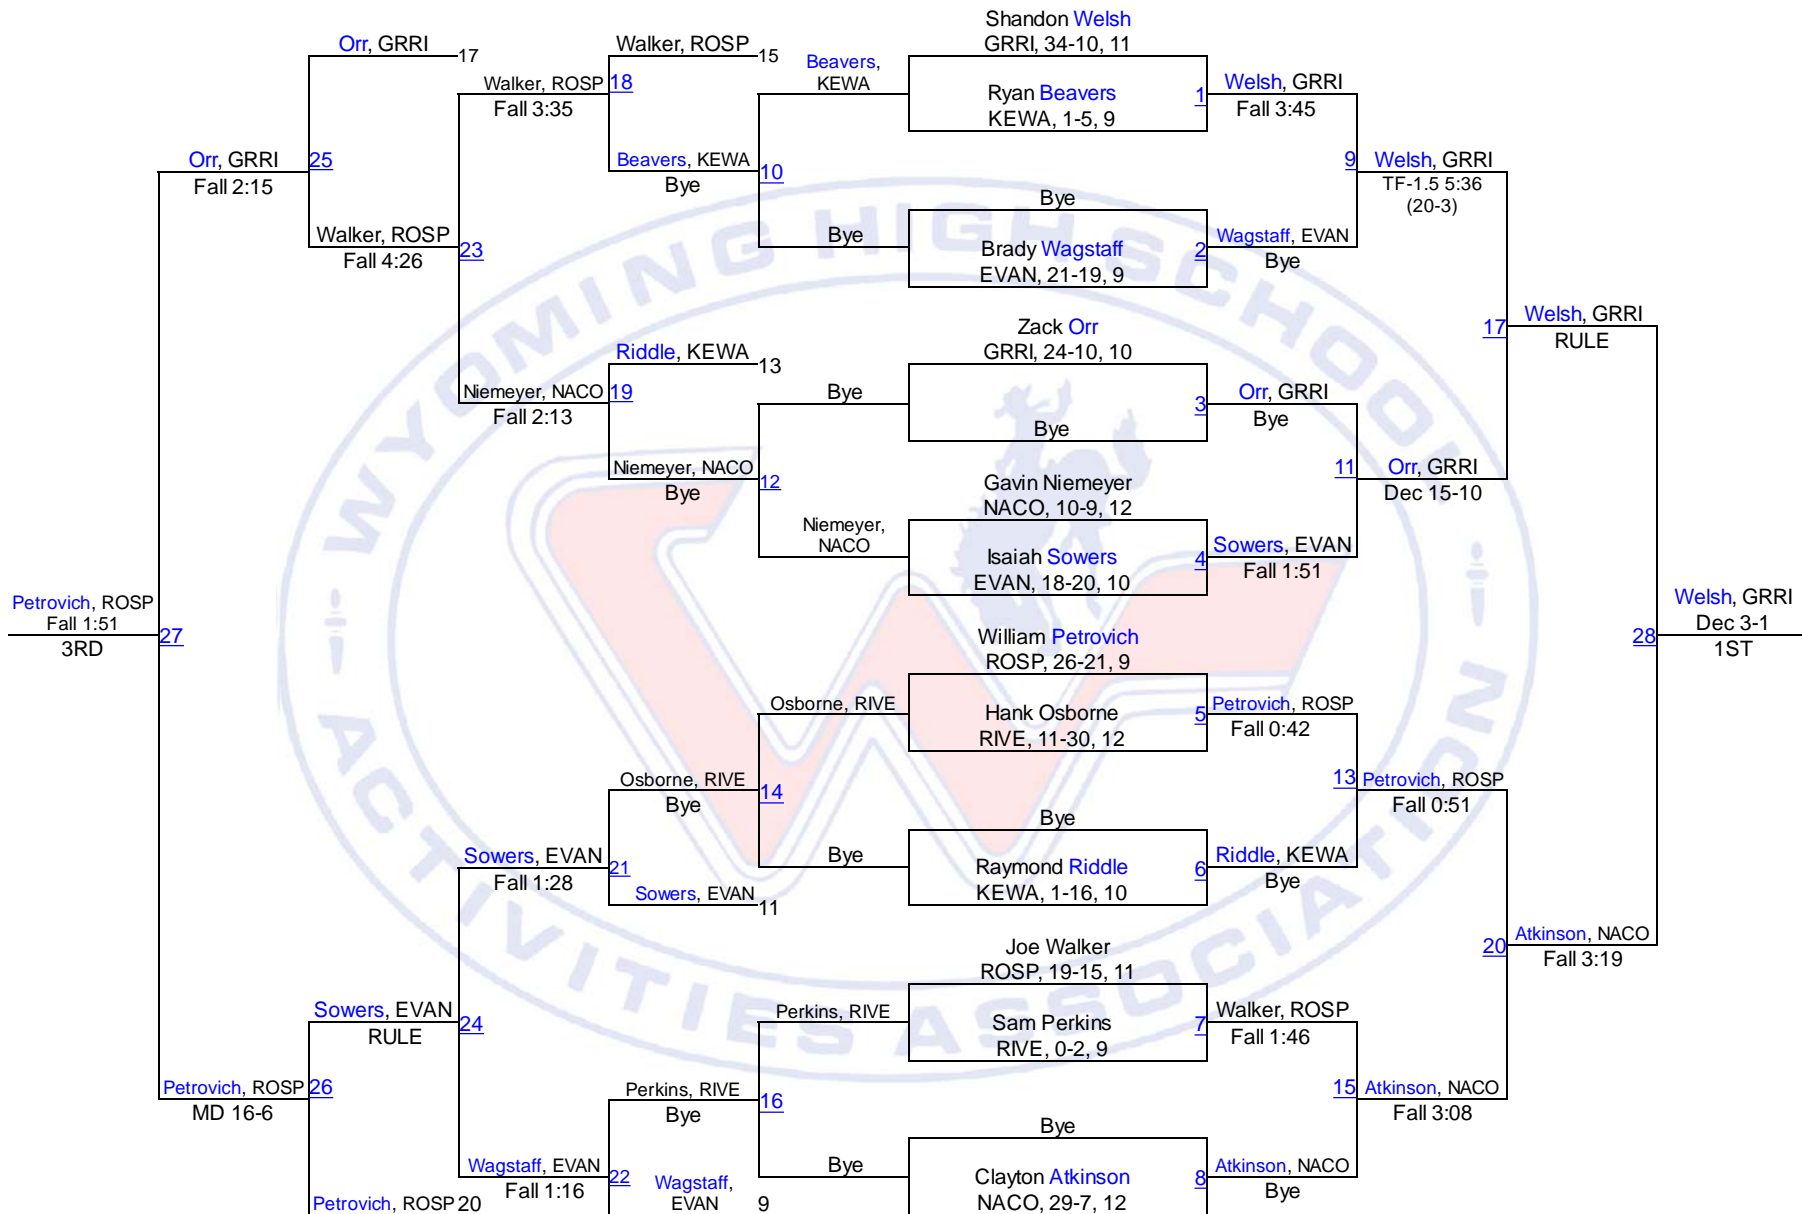 Shandon Welsh
GRRI, 34-10, 11
Ryan Beavers
KEWA, 1-5, 9
1
Bye
Brady Wagstaff
EVAN, 21-19, 9
2
Zack Orr
GRRI, 24-10, 10
Bye
3
Gavin Niemeyer
NACO, 10-9, 12
Isaiah Sowers
EVAN, 18-20, 10
4
William Petrovich
ROSP, 26-21, 9
Hank Osborne
RIVE, 11-30, 12
5
Bye
Raymond Riddle
KEWA, 1-16, 10
6
Joe Walker
ROSP, 19-15, 11
Sam Perkins
RIVE, 0-2, 9
7
Bye
Clayton Atkinson
NACO, 29-7, 12
8
Welsh, GRRI
Fall 3:45
9
Wagstaff, EVAN
Bye
Orr, GRRI
Bye
11
Sowers, EVAN
Fall 1:51
Petrovich, ROSP
Fall 0:42
13
Riddle, KEWA
Bye
Walker, ROSP
Fall 1:46
15
Atkinson, NACO
Bye
Welsh, GRRI
TF-1.5 5:36
(20-3)
17
Orr, GRRI
Dec 15-10
Petrovich, ROSP
Fall 0:51
20
Atkinson, NACO
Fall 3:08
Welsh, GRRI
RULE
28
Atkinson, NACO
Fall 3:19
Welsh, GRRI
Dec 3-1
1ST
Beavers,
KEWA
10
Bye
Bye
12
Niemeyer,
NACO
Osborne, RIVE
14
Bye
Perkins, RIVE
16
Bye
Walker, ROSP
15
18
Beavers, KEWA
Bye
Riddle, KEWA
13
19
Niemeyer, NACO
Bye
Osborne, RIVE
Bye
21
Sowers, EVAN
11
Perkins, RIVE
Bye
22
Wagstaff,
EVAN
9
Walker, ROSP
Fall 3:35
23
Niemeyer, NACO
Fall 2:13
Sowers, EVAN
Fall 1:28
24
Wagstaff, EVAN
Fall 1:16
Orr, GRRI
17
25
Walker, ROSP
Fall 4:26
Sowers, EVAN
RULE
26
Petrovich, ROSP
20
Orr, GRRI
Fall 2:15
27
Petrovich, ROSP
MD 16-6
Petrovich, ROSP
Fall 1:51
3RD
WYOMING HIGH SCHOOL
ACTIVITIES ASSOCIATION